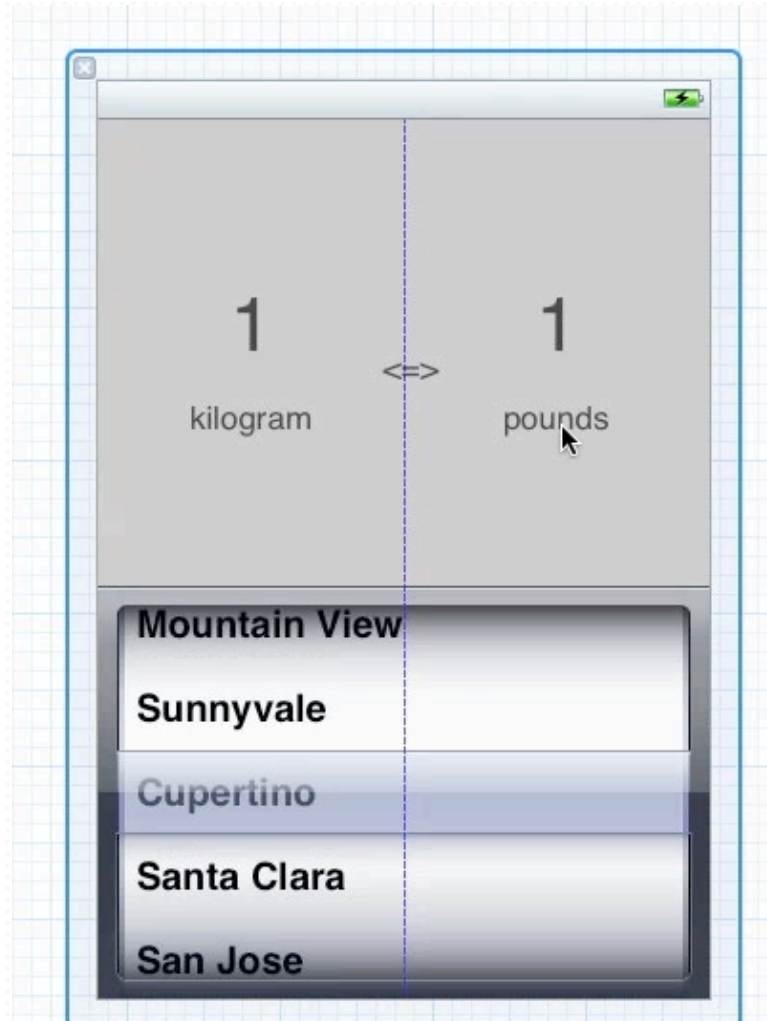 1 1
<=>
kilogram pounds
Mountain View
Sunnyvale
Cupertino
Santa Clara
San Jose